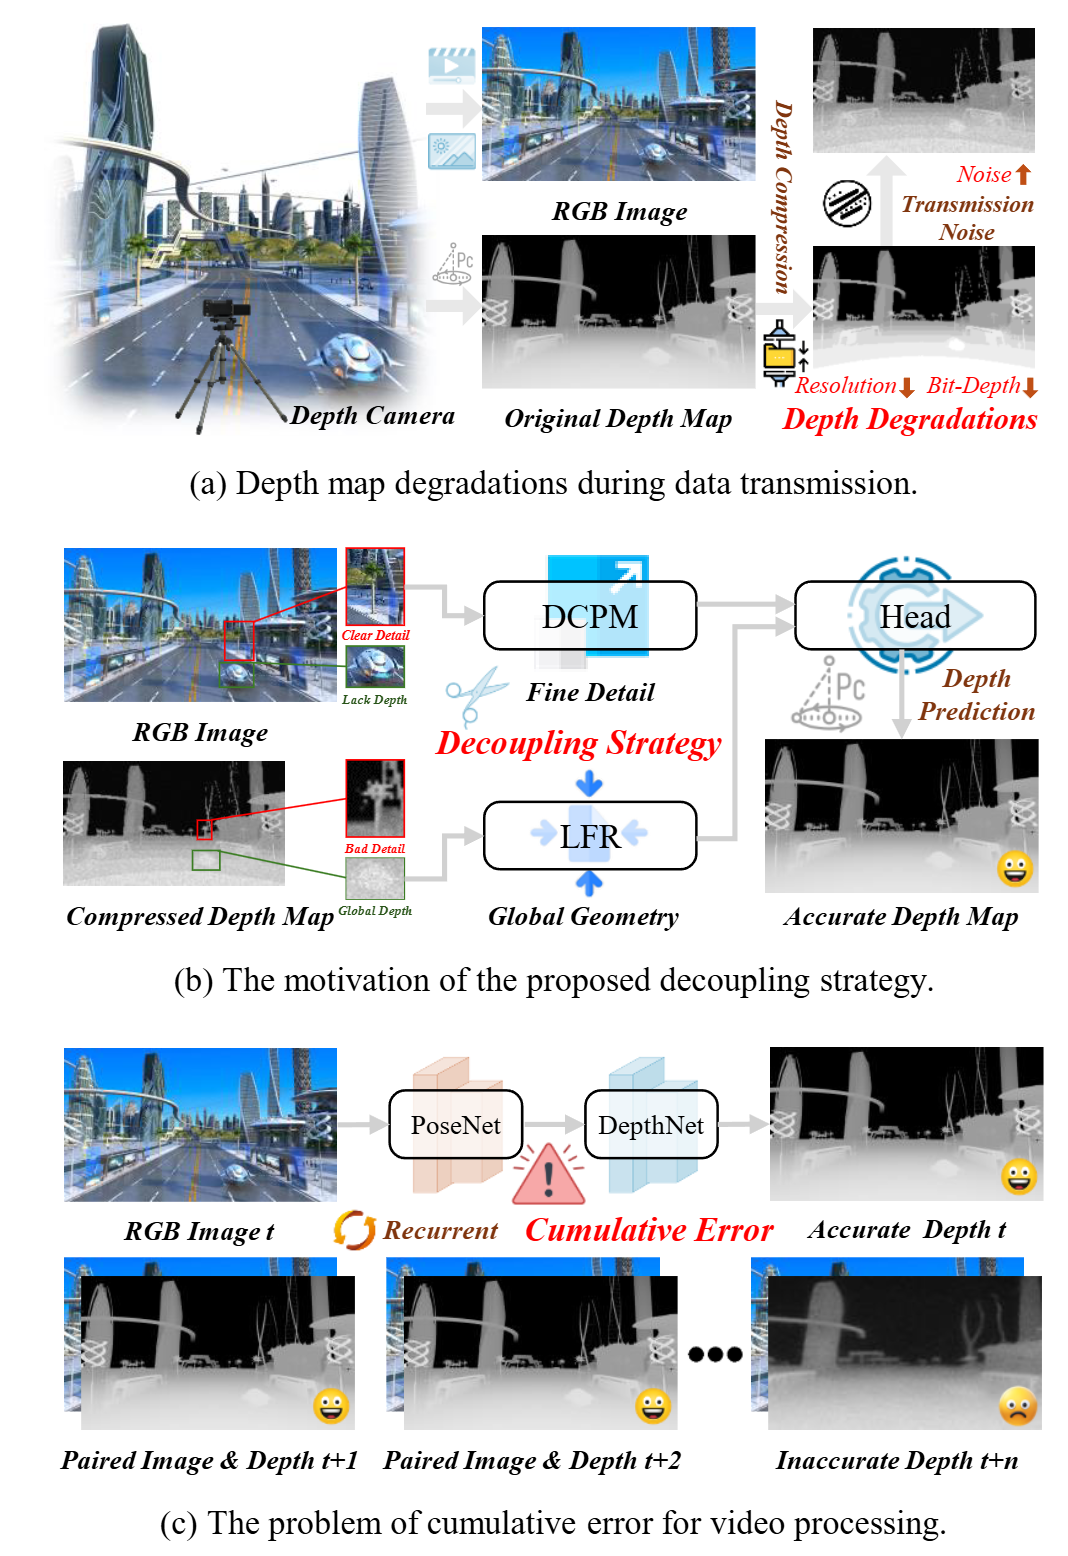 RGB Image
Pc
Depth Camera
Original Depth Map
Depth Compression
Noise
Transmission
Noise
Resolution
Bit-Depth
Depth Degradations
(a) Depth map degradations during data transmission.
Clear Detail
Lack Depth
RGB Image
DCPM
Fine Detail
Head
Pc
Depth
Prediction
Decoupling Strategy
Bad Detail
Global Depth
Compressed Depth Map
LFR
Global Geometry
Accurate Depth Map
(b) The motivation of the proposed decoupling strategy.
PoseNet
DepthNet
RGB Image t
Recurrent
Cumulative Error
Accurate Depth t
Paired Image & Depth t+1
Paired Image & Depth t+2
Inaccurate Depth t+n
(c) The problem of cumulative error for video processing.